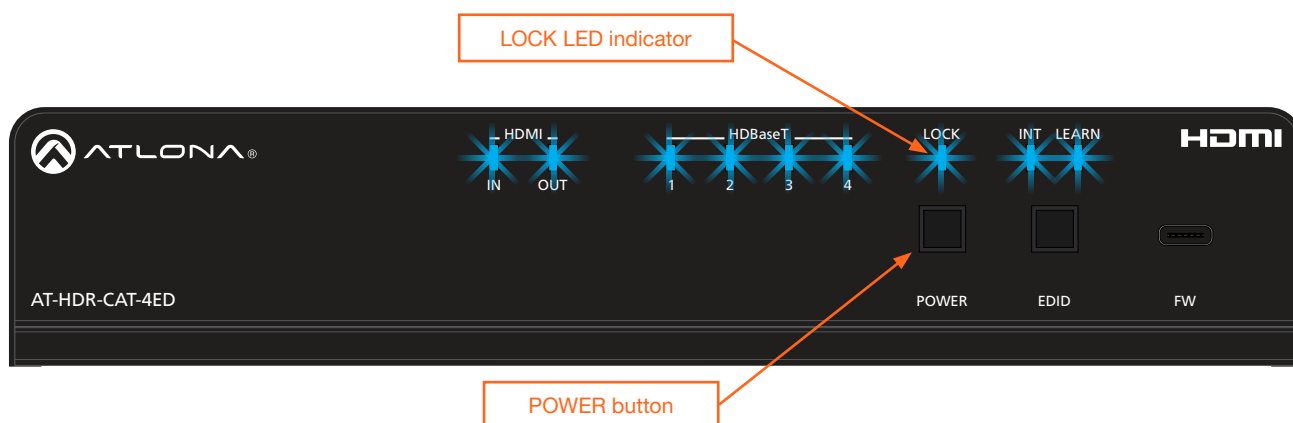 LOCK LED indicator
ATLONA®
HDMI
HDBaseT
LOCK
INT LEARN
HDMI
IN OUT
1 2 3 4
AT-HDR-CAT-4ED
POWER
EDID
FW
POWER button